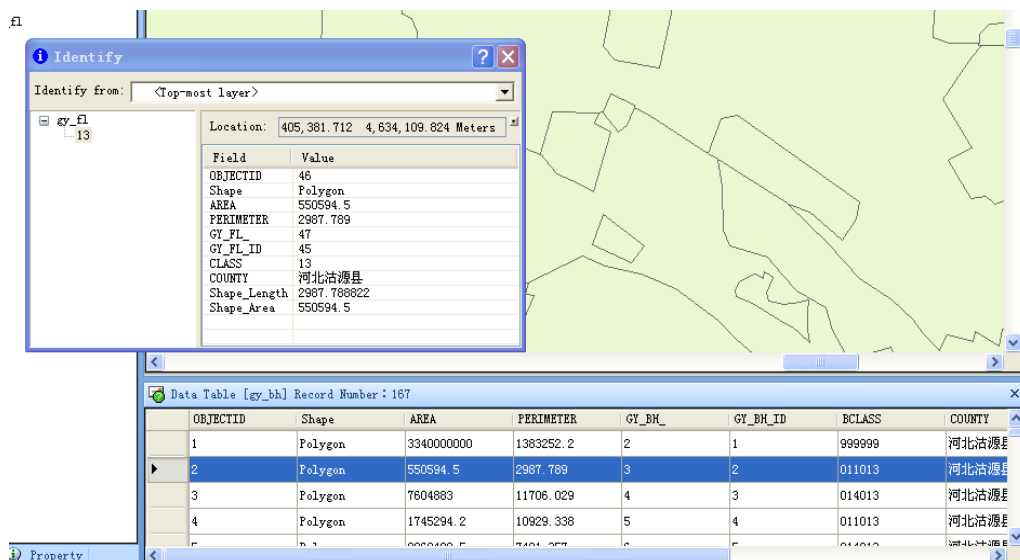 _fl
Identify
Identify from: <Top-most layer>
gy_fl
13
Location: 405,381.712 4,634,109.824 Meters
Field Value
OBJECTID 46
Shape Polygon
AREA 550594.5
PERIMETER 2987.789
GY_FL_ 47
GY_FL_ID 45
CLASS 13
COUNTY 河北沽源县
Shape_Length 2987.788822
Shape_Area 550594.5
Data Table [gy_bh] Record Number：167
OBJECTID Shape AREA PERIMETER GY_BH_ GY_BH_ID BCLASS COUNTY
1 Polygon 3340000000 1383252.2 2 1 999999 河北沽源县
2 Polygon 550594.5 2987.789 3 2 011013 河北沽源县
3 Polygon 7604883 11706.029 4 3 014013 河北沽源县
4 Polygon 1745294.2 10929.338 5 4 011013 河北沽源县
Property